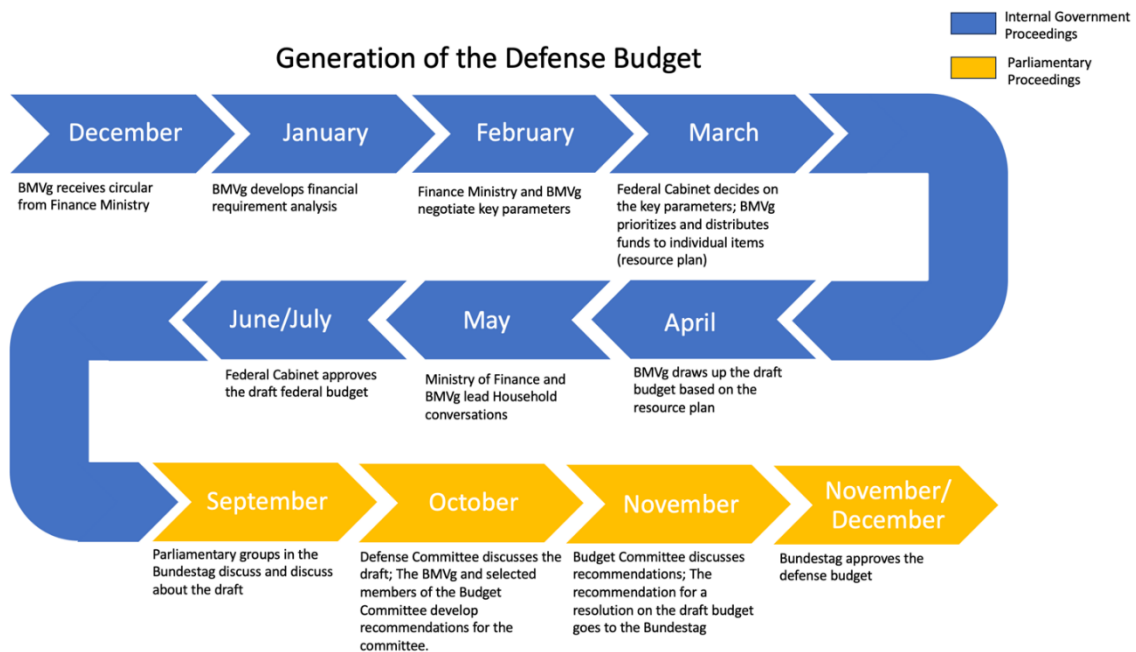 Internal Government
Proceedings
Parliamentary
Proceedings
Generation of the Defense Budget
December
January
February
March
BMVg receives circular
from Finance Ministry
BMVg develops financial
requirement analysis
Finance Ministry and BMVg
negotiate key parameters
Federal Cabinet decides on
the key parameters; BMVg
prioritizes and distributes
funds to individual items
(resource plan)
June/July
May
April
Federal Cabinet approves
the draft federal budget
Ministry of Finance and
BMVg lead Household
conversations
BMVg draws up the draft
budget based on the
resource plan
September
October
November
November/
December
Parliamentary groups in the
Bundestag discuss and discuss
about the draft
Defense Committee discusses the
draft; The BMVg and selected
members of the Budget
Committee develop
recommendations for the
committee.
Budget Committee discusses
recommendations; The
recommendation for a
resolution on the draft budget
goes to the Bundestag
Bundestag approves the
defense budget